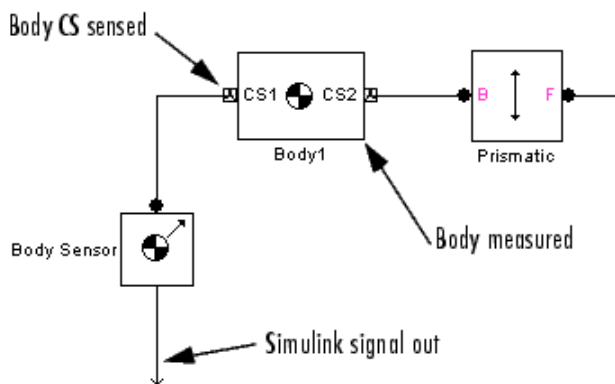 Body CS sensed
CS1 CS2
B F
Body1
Prismatic
Body Sensor
Body measured
Simulink signal out